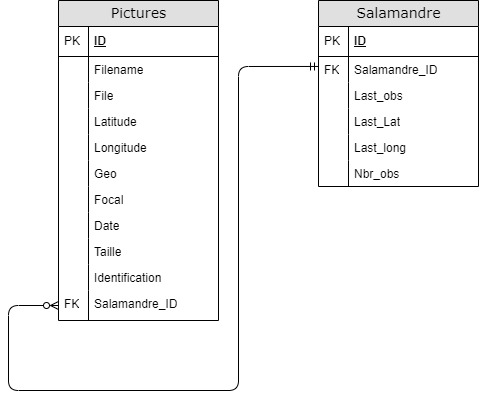 Pictures
PK ID
Filename
File
Latitude
Longitude
Geo
Focal
Date
Taille
Identification
FK Salamandre_ID
Salamandre
PK ID
FK Salamandre_ID
Last_obs
Last_Lat
Last_long
Nbr_obs